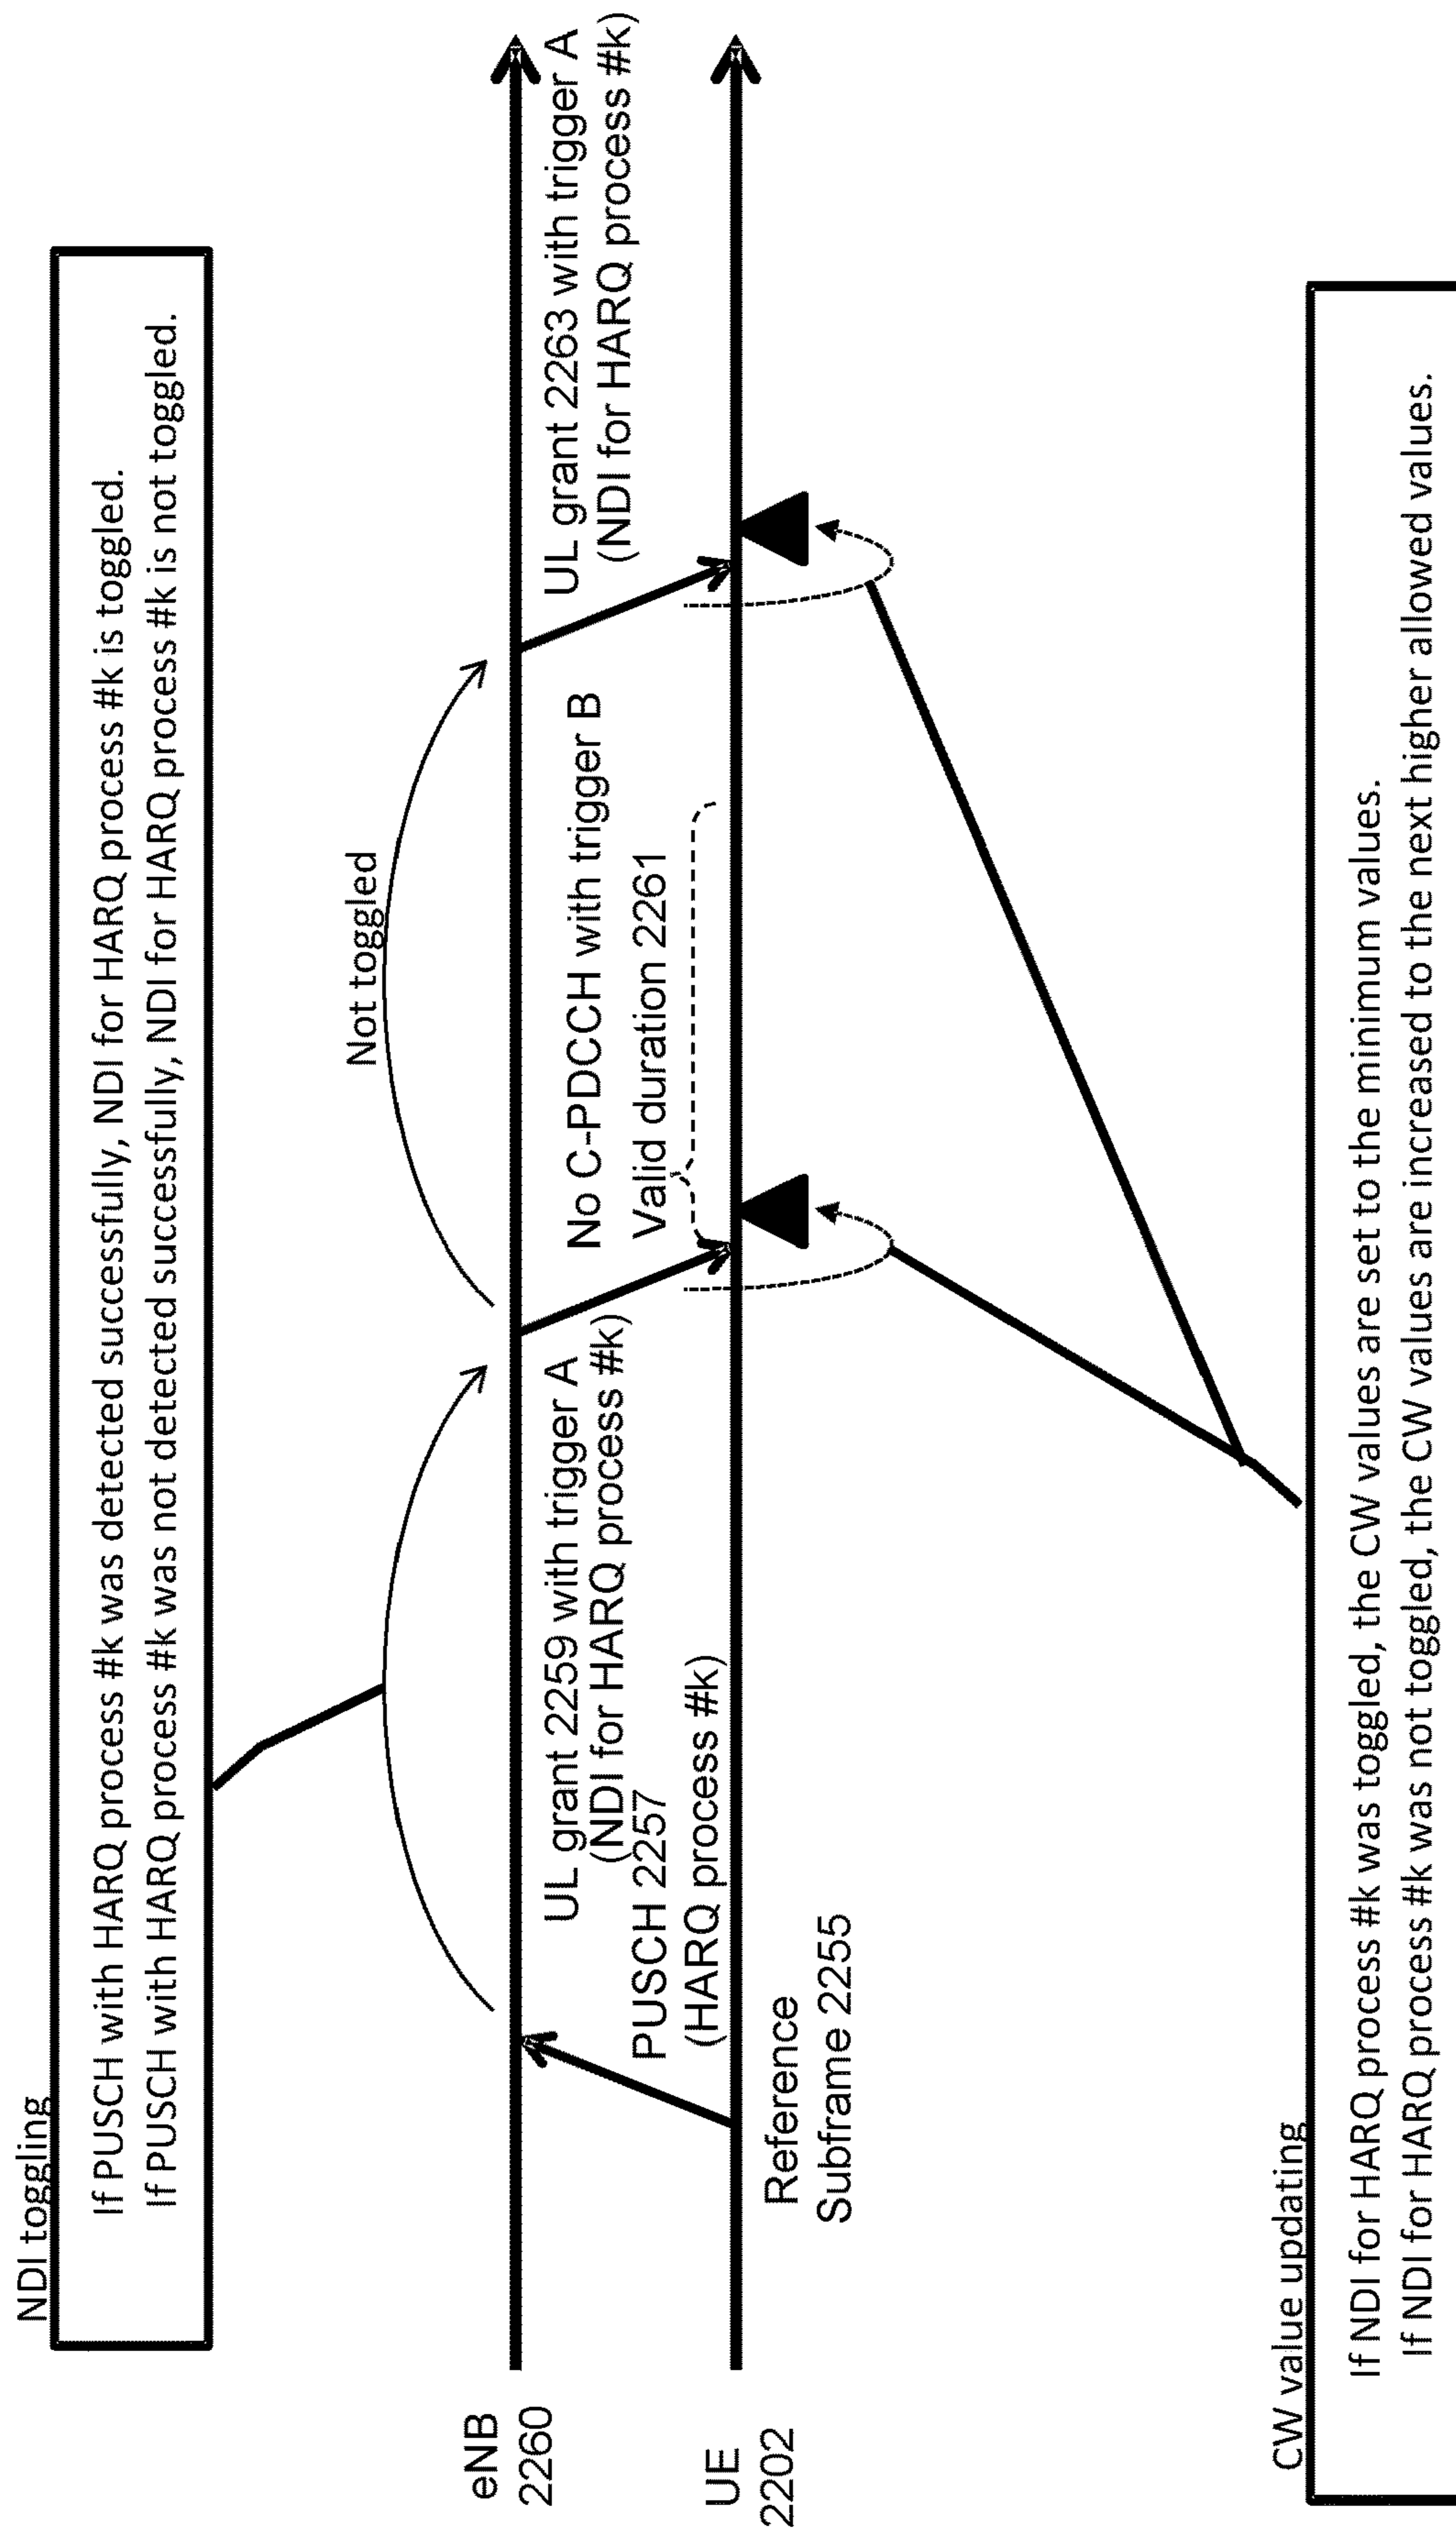 NDI toggling
If PUSCH with HARQ process #k was detected successfully, NDI for HARQ process #k is toggled.
If PUSCH with HARQ process #k was not detected successfully, NDI for HARQ process #k is not toggled.
Not toggled
eNB
2260
UL grant 2259 with trigger A
(NDI for HARQ process #k)
PUSCH 2257
(HARQ process #k)
No C-PDCCH with trigger B
Valid duration 2261
UL grant 2263 with trigger A
(NDI for HARQ process #k)
UE
2202
Reference
Subframe 2255
CW value updating
If NDI for HARQ process #k was toggled, the CW values are set to the minimum values.
If NDI for HARQ process #k was not toggled, the CW values are increased to the next higher allowed values.